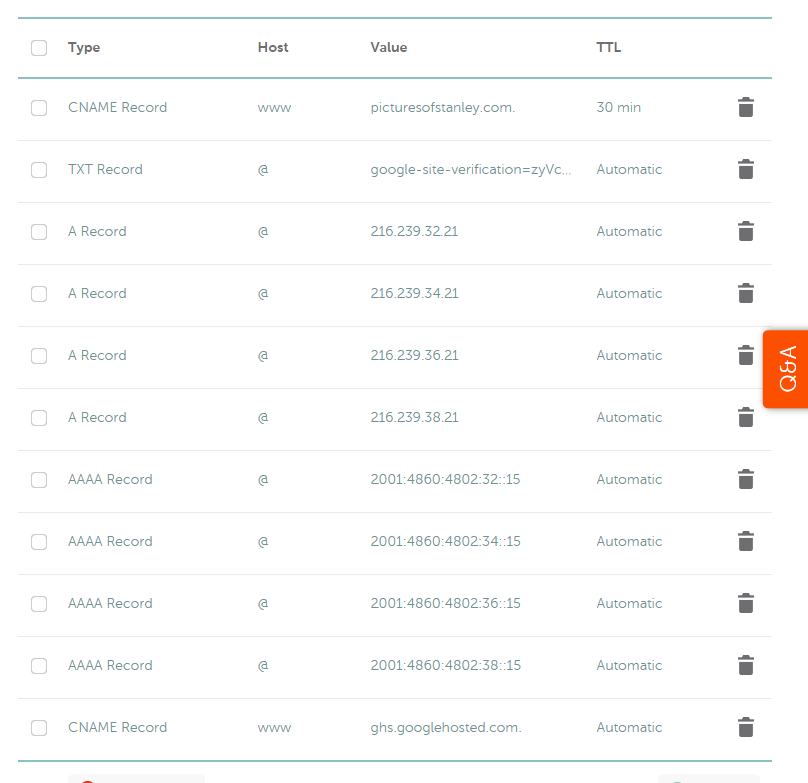 Type Host Value TTL
CNAME Record www picturesofstanley.com. 30 min
TXT Record @ google-site-verification=zyVc... Automatic
A Record @ 216.239.32.21 Automatic
A Record @ 216.239.34.21 Automatic
A Record @ 216.239.36.21 Automatic
Q&A
A Record @ 216.239.38.21 Automatic
AAAA Record @ 2001:4860:4802:32::15 Automatic
AAAA Record @ 2001:4860:4802:34::15 Automatic
AAAA Record @ 2001:4860:4802:36::15 Automatic
AAAA Record @ 2001:4860:4802:38::15 Automatic
CNAME Record www ghs.googlehosted.com. Automatic